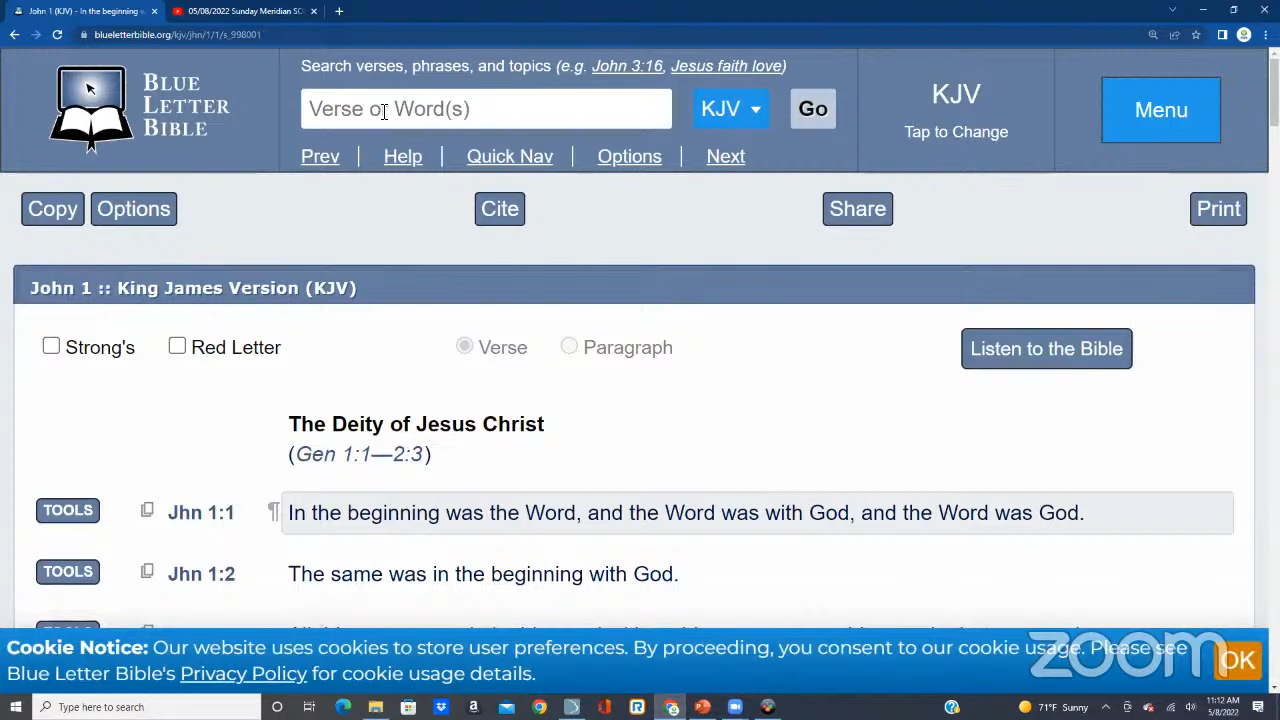 John 1 (KJV) - In the beginning w
05/08/2022 Sunday Meridian S
blueletterbible.org/kjv/jhn/1/1/s_998001
BLUE
LETTER
BIBLE
Search verses, phrases, and topics (e.g. John 3:16, Jesus faith love)
Verse or Word(s)
KJV
Go
Prev
Help
Quick Nav
Options
Next
KJV
Tap to Change
Menu
Copy
Options
Cite
Share
Print
John 1 :: King James Version (KJV)
Strong's
Red Letter
Verse
Paragraph
Listen to the Bible
The Deity of Jesus Christ
(Gen 1:1—2:3)
TOOLS
Jhn 1:1
¶
In the beginning was the Word, and the Word was with God, and the Word was God.
TOOLS
Jhn 1:2
The same was in the beginning with God.
Cookie Notice: Our website uses cookies to store user preferences. By proceeding, you consent to our cookie usage. Please see
Blue Letter Bible's Privacy Policy for cookie usage details.
OK
zoom
Type here to search
71°F Sunny
11:12 AM
5/8/2022